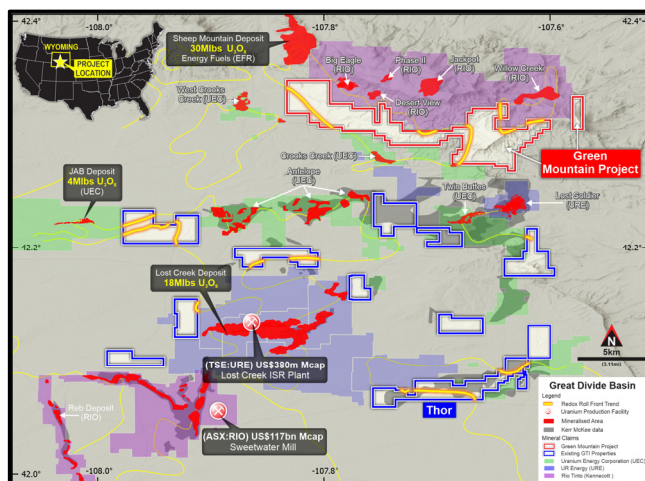 -108.0
-107.8
-107.6
42.4
42.4
WYOMING
PROJECT
LOCATION
Sheep Mountain Deposit
30Mlbs U₃O₈
Energy Fuels (EFR)
Big Eagle
(RIO)
Phase II
(RIO)
Jackpot
(RIO)
Willow Creek
(RIO)
Desert View
(RIO)
West Crooks
Creek (UEC)
Crooks Creek (UEC)
Green
Mountain Project
JAB Deposit
4Mlbs U₃O₈
(UEC)
Antelope
(UEC)
Twin Buttes
(UEC)
Lost Soldier
(URE)
42.2
42.2
Lost Creek Deposit
18Mlbs U₃O₈
(TSE:URE) US$380m Mcap
Lost Creek ISR Plant
N
5km
(3.11mi)
Reb Deposit
(RIO)
(ASX:RIO) US$117bn Mcap
Sweetwater Mill
Thor
Great Divide Basin
Legend
Redox Roll Front Trend
Uranium Production Facility
Mineralised Area
Kerr McKee data
Mineral Claims
Green Mountain Project
Existing GTI Properties
Uranium Energy Corporation (UEC)
UR Energy (URE)
Rio Tinto (Kennecott )
42.0
-108.0
-107.8